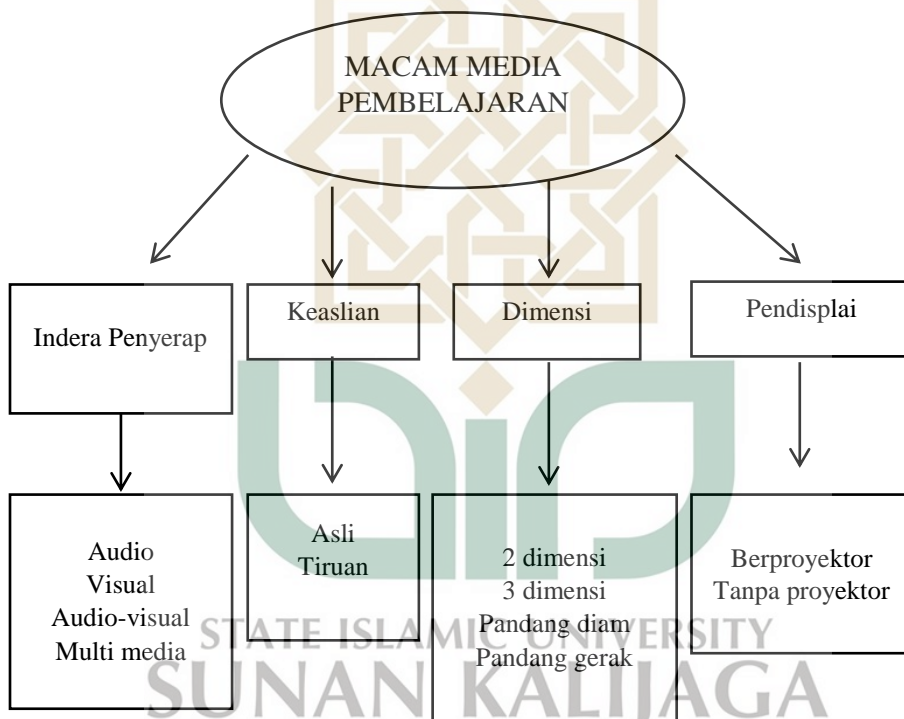 MACAM MEDIA
PEMBELAJARAN
Indera Penyerap
Keaslian
Dimensi
Pendisplai
Audio
Visual
Audio-visual
Multi media
Asli
Tiruan
2 dimensi
3 dimensi
Pandang diam
Pandang gerak
Berproyektor
Tanpa proyektor
STATE ISLAMIC UNIVERSITY
SUNAN KALIJAGA